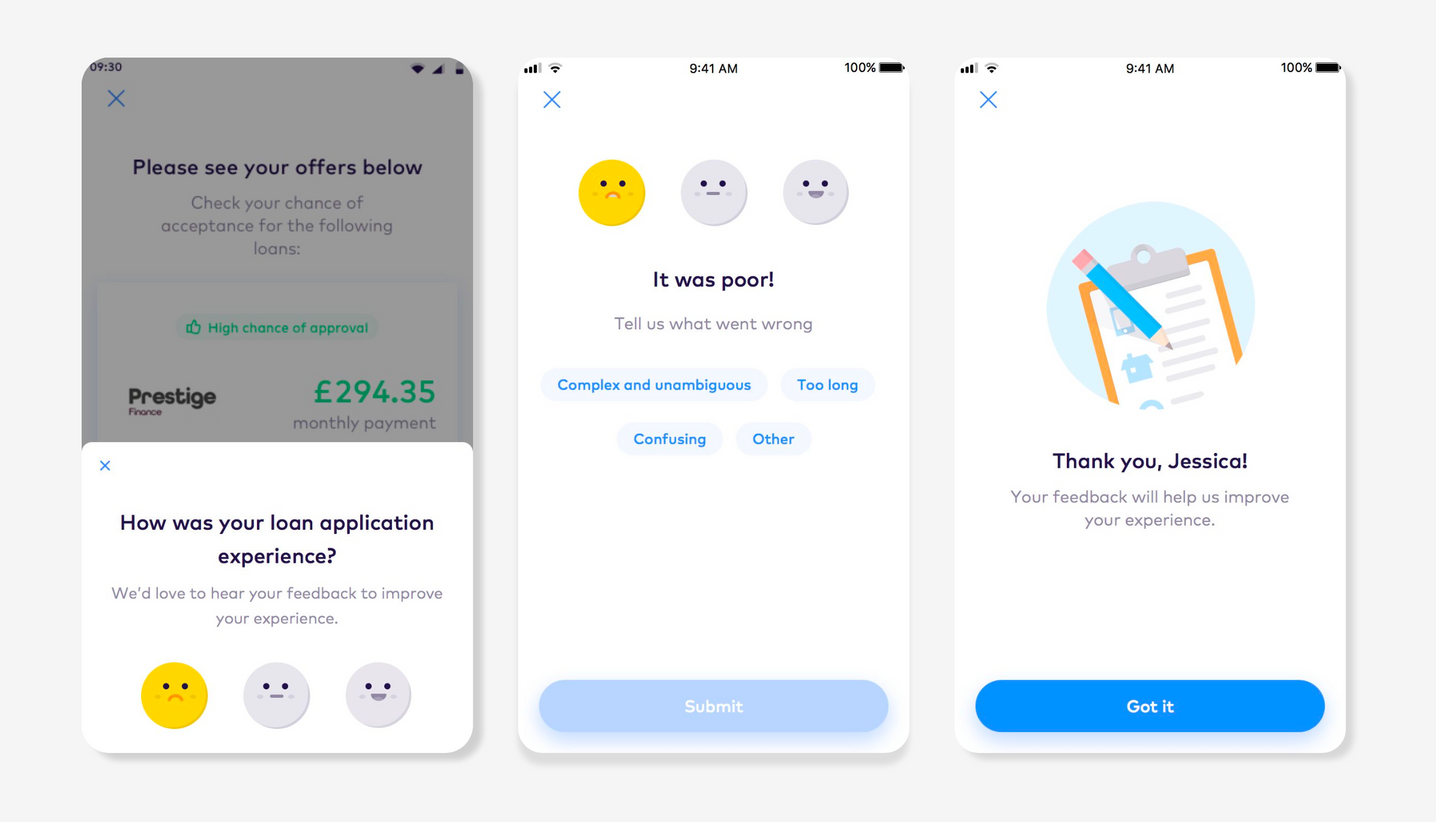 09:30
Please see your offers below
Check your chance of
acceptance for the following
loans:
High chance of approval
Prestige
Finance
£294.35
monthly payment
How was your loan application
experience?
We'd love to hear your feedback to improve
your experience.
9:41 AM
100%
It was poor!
Tell us what went wrong
Complex and unambiguous
Too long
Confusing
Other
Submit
9:41 AM
100%
Thank you, Jessica!
Your feedback will help us improve
your experience.
Got it